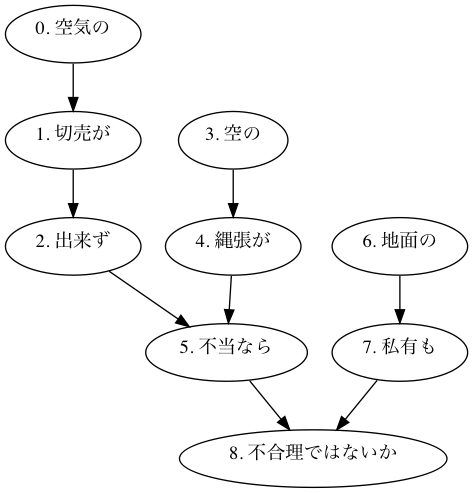 0. 空気の
1. 切売が
3. 空の
2. 出来ず
4. 縄張が
6. 地面の
5. 不当なら
7. 私有も
8. 不合理ではないか